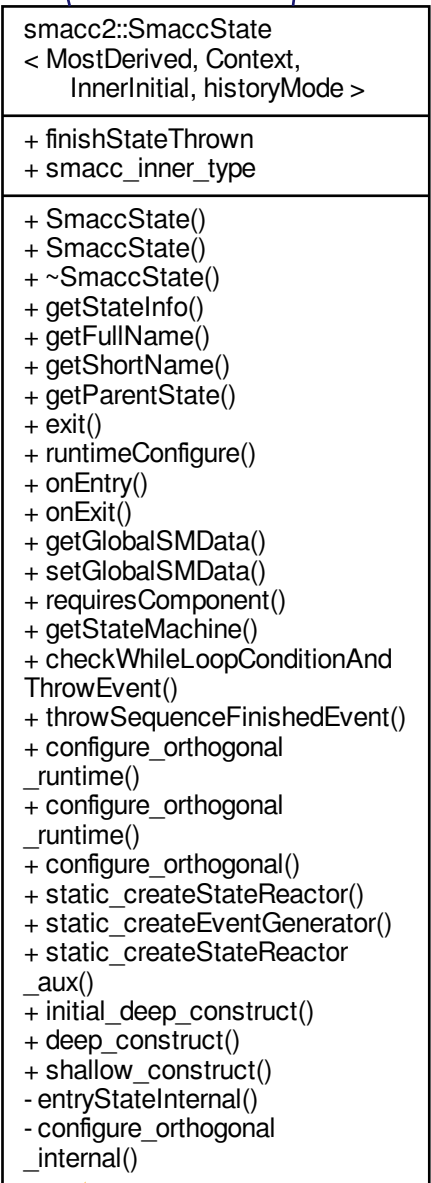 smacc2::SmaccState
< MostDerived, Context,
InnerInitial, historyMode >
+ finishStateThrown
+ smacc_inner_type
+ SmaccState()
+ SmaccState()
+ ~SmaccState()
+ getStateInfo()
+ getFullName()
+ getShortName()
+ getParentState()
+ exit()
+ runtimeConfigure()
+ onEntry()
+ onExit()
+ getGlobalSMData()
+ setGlobalSMData()
+ requiresComponent()
+ getStateMachine()
+ checkWhileLoopConditionAnd
ThrowEvent()
+ throwSequenceFinishedEvent()
+ configure_orthogonal
_runtime()
+ configure_orthogonal
_runtime()
+ configure_orthogonal()
+ static_createStateReactor()
+ static_createEventGenerator()
+ static_createStateReactor
_aux()
+ initial_deep_construct()
+ deep_construct()
+ shallow_construct()
- entryStateInternal()
- configure_orthogonal
_internal()